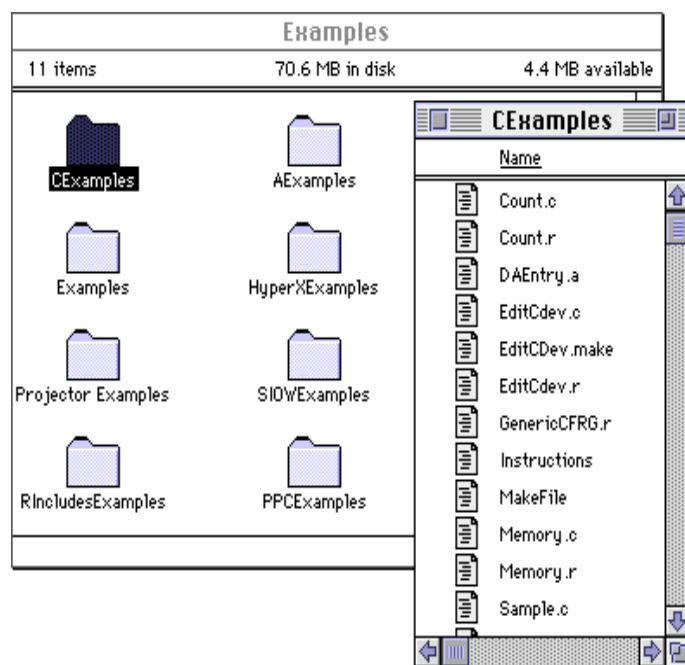 Examples
11 items 70.6 MB in disk 4.4 MB available
CExamples AExamples
Examples HyperXExamples
Projector Examples SIOWExamples
RIncludesExamples PPCExamples
CExamples
Name
Count.c
Count.r
DAEntry.a
EditCdev.c
EditCDev.make
EditCdev.r
GenericCFRG.r
Instructions
MakeFile
Memory.c
Memory.r
Sample.c